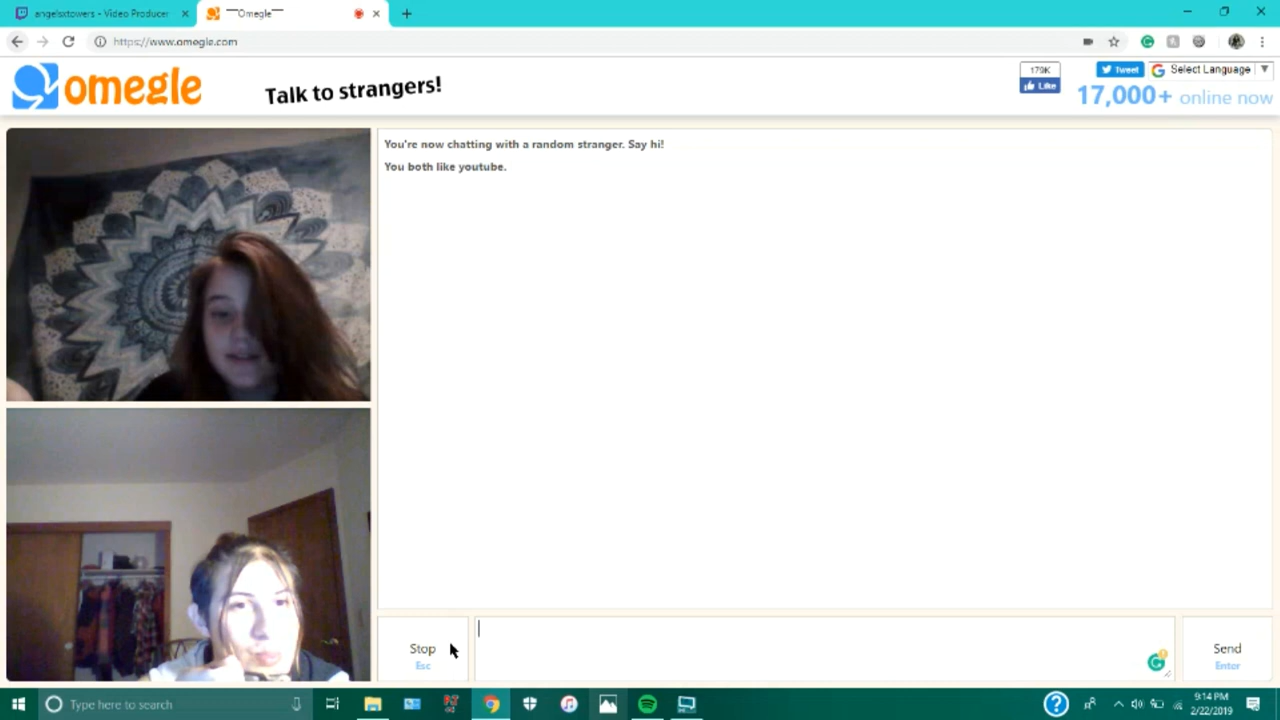 angelsxtowers - Video Producer
Omegle
https://www.omegle.com
omegle
Talk to strangers!
179K
Like
Tweet
Select Language
17,000+ online now
You're now chatting with a random stranger. Say hi!
You both like youtube.
Stop
Esc
Send
Enter
Type here to search
9:14 PM
2/22/2019